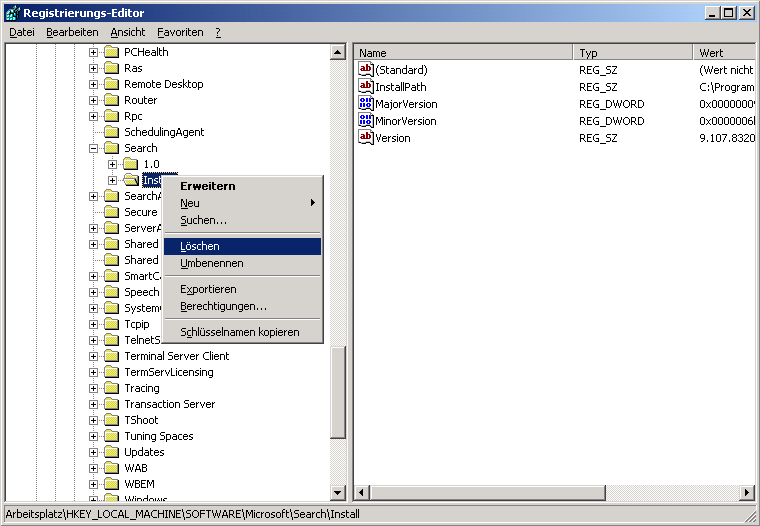 Registrierungs-Editor
Datei Bearbeiten Ansicht Favoriten ?
PCHealth
Ras
Remote Desktop
Router
Rpc
SchedulingAgent
Search
1.0
Inst
SearchA
Secure
ServerA
Shared
Shared
SmartCa
Speech
System
Tcpip
TelnetS
Terminal Server Client
TermServLicensing
Tracing
Transaction Server
TShoot
Tuning Spaces
Updates
WAB
WBEM
Windows
Erweitern
Neu
Suchen...
Löschen
Umbenennen
Exportieren
Berechtigungen...
Schlüsselnamen kopieren
Name Typ Wert
(Standard) REG_SZ (Wert nicht
InstallPath REG_SZ C:\Program
MajorVersion REG_DWORD 0x00000009
MinorVersion REG_DWORD 0x0000006b
Version REG_SZ 9.107.8320
Arbeitsplatz\HKEY_LOCAL_MACHINE\SOFTWARE\Microsoft\Search\Install